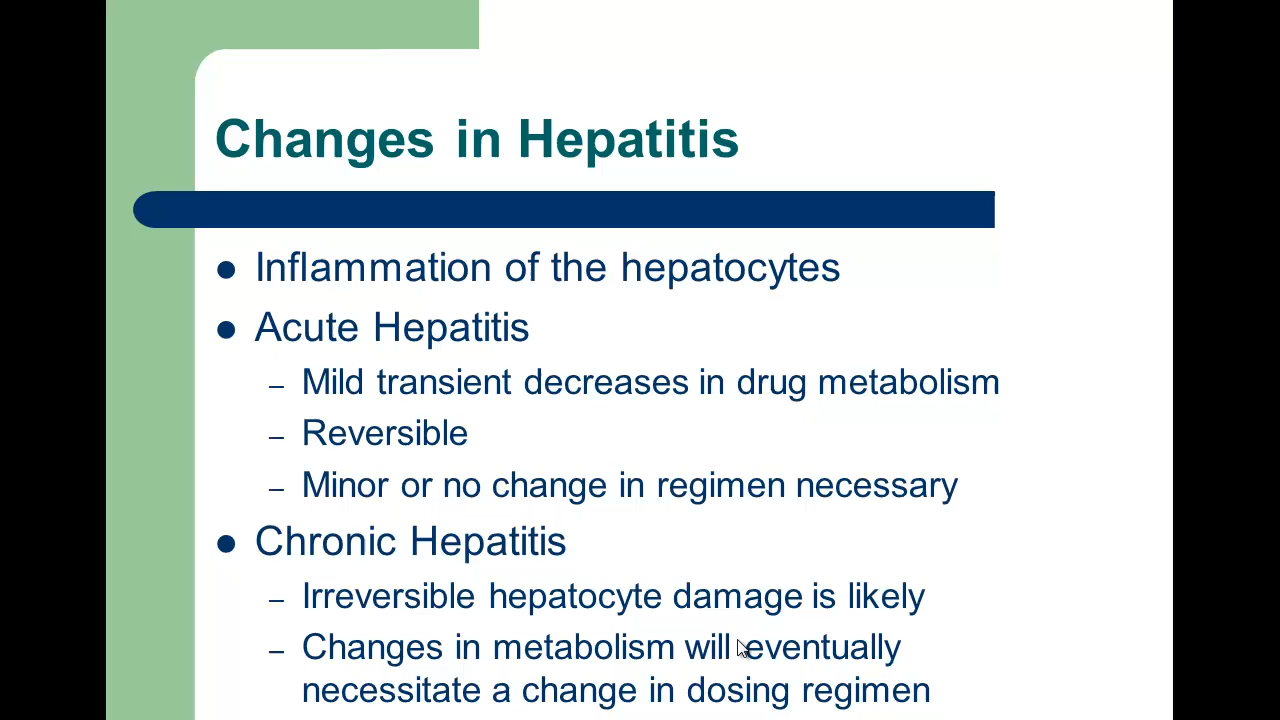 Changes in Hepatitis
● Inflammation of the hepatocytes
● Acute Hepatitis
– Mild transient decreases in drug metabolism
– Reversible
– Minor or no change in regimen necessary
● Chronic Hepatitis
– Irreversible hepatocyte damage is likely
– Changes in metabolism will eventually
necessitate a change in dosing regimen